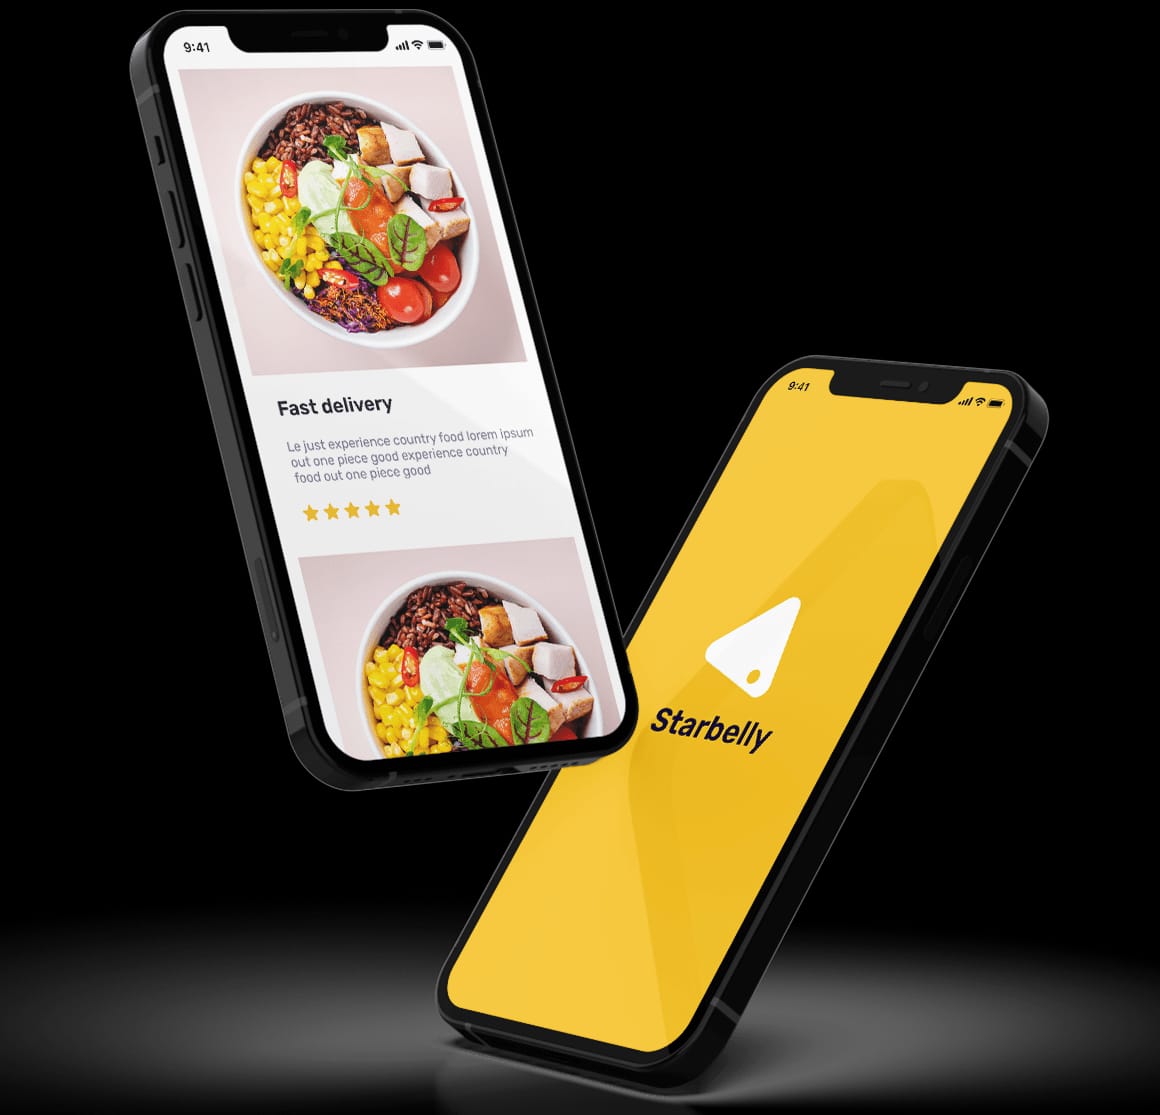 9:41
Fast delivery
Le just experience country food lorem ipsum
out one piece good experience country
food out one piece good
9:41
Starbelly